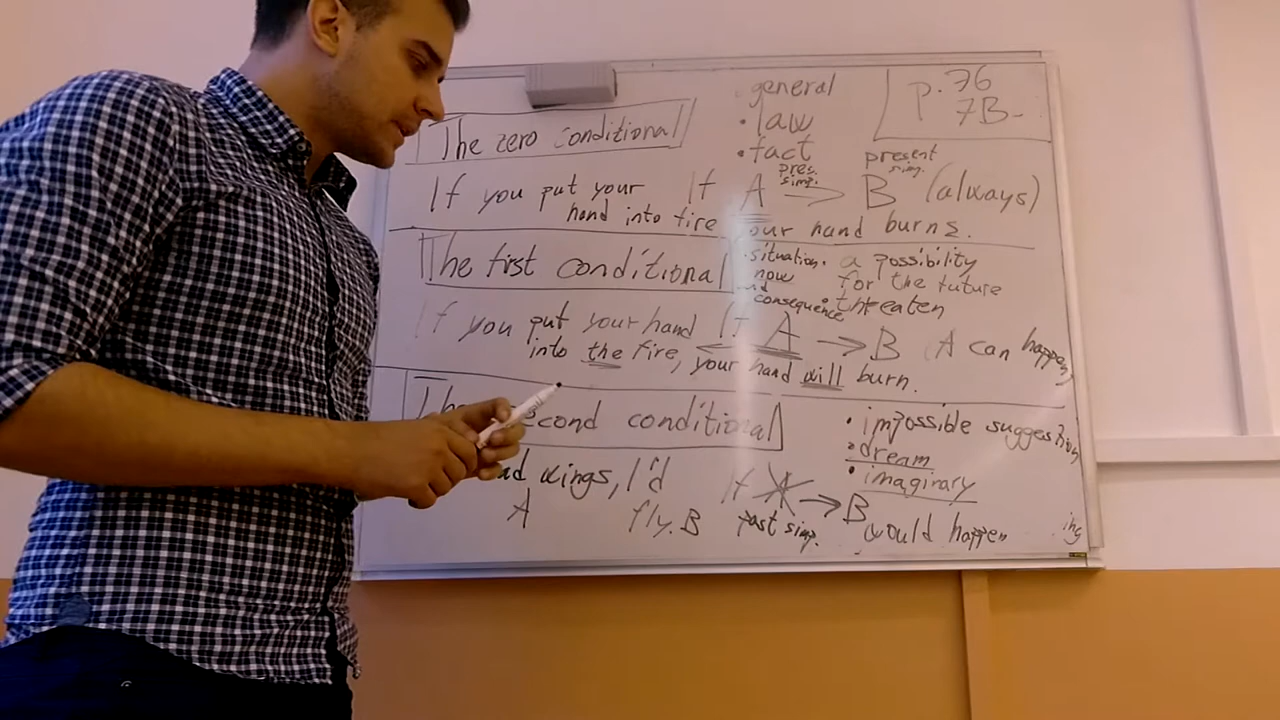 The zero conditional
• general
• law
• fact
p. 76
7B
If you put your
hand into fire your hand burns.
If A → B (always)
pres. simp.
present simp.
The first conditional
• situation now and consequence
• a possibility
for the future
• threaten
If you put your hand
into the fire, your hand will burn.
If A → B (A can happen)
The second conditional
• impossible suggestion
• dream
• imagirary
wings, I'd
fly. B
A
If A → B
past simp.
would happen
ing